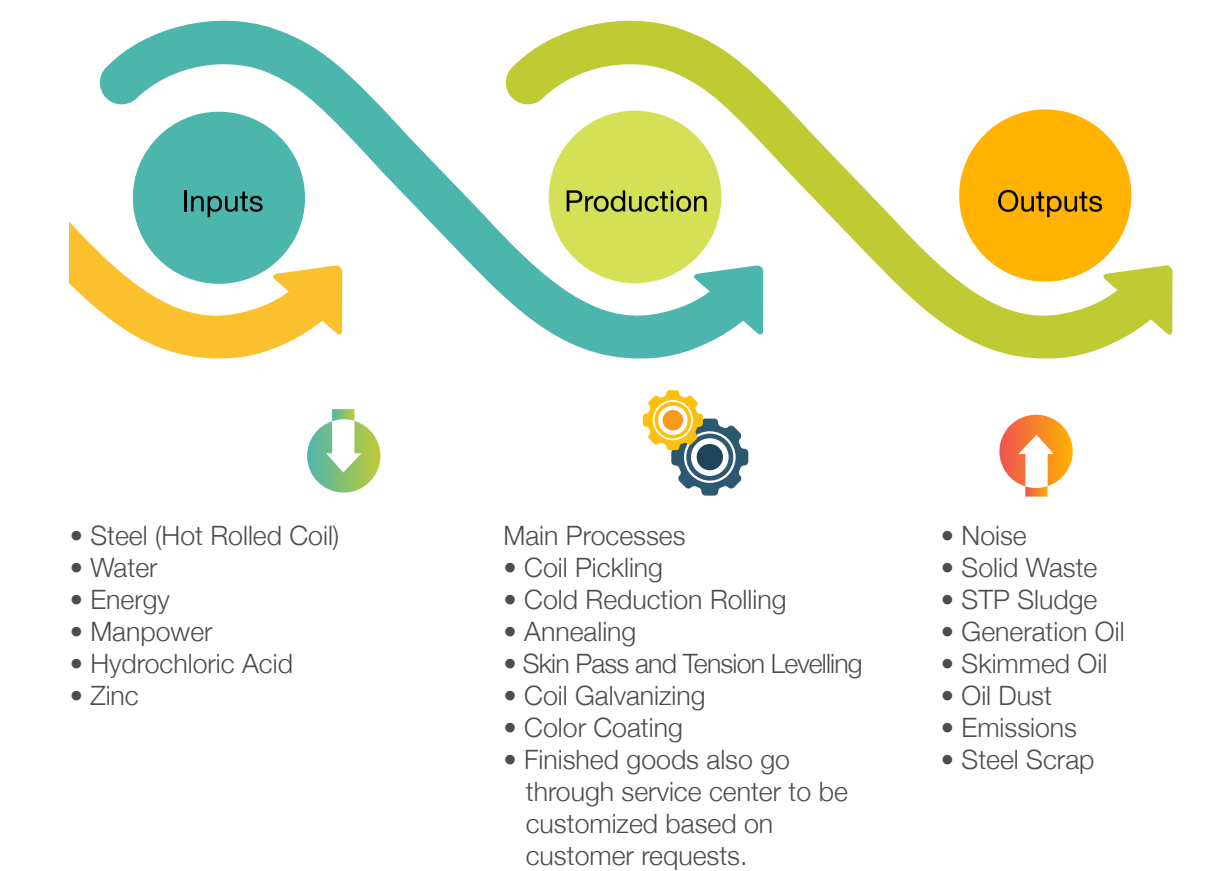 Inputs
Production
Outputs
• Steel (Hot Rolled Coil)
• Water
• Energy
• Manpower
• Hydrochloric Acid
• Zinc
Main Processes
• Coil Pickling
• Cold Reduction Rolling
• Annealing
• Skin Pass and Tension Levelling
• Coil Galvanizing
• Color Coating
• Finished goods also go
through service center to be
customized based on
customer requests.
• Noise
• Solid Waste
• STP Sludge
• Generation Oil
• Skimmed Oil
• Oil Dust
• Emissions
• Steel Scrap